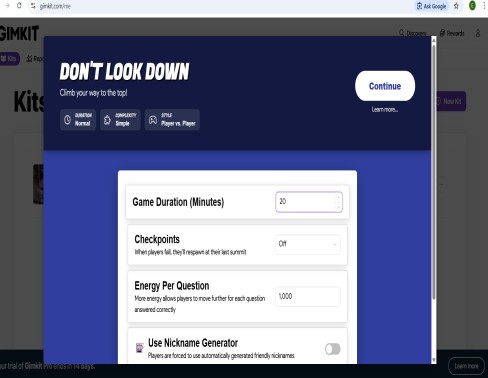 gimkit.com/me
Ask Google
GIMKIT
Discover
Rewards
Kits
Kits
New Kit
DON'T LOOK DOWN
Climb your way to the top!
Continue
Learn more...
DURATION
Normal
COMPLEXITY
Simple
STYLE
Player vs. Player
Game Duration (Minutes)
20
Checkpoints
When players fall, they'll respawn at their last summit
Off
Energy Per Question
More energy allows players to move further for each question
answered correctly
1,000
Use Nickname Generator
Players are forced to use automatically generated friendly nicknames
ur trial of Gimkit Pro ends in 14 days.
Learn more